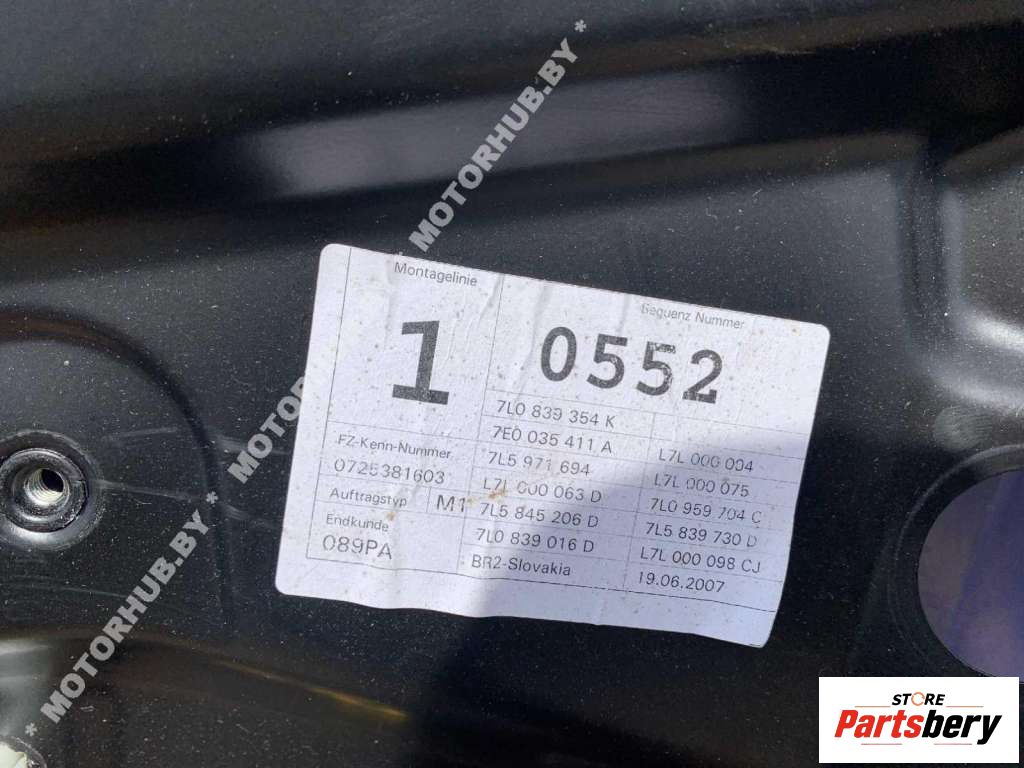 * MOTORHUB.BY * MOTORHUB.BY * MOTORHUB.BY *
Montagelinie
Sequenz Nummer
1
0552
7L0 839 354 K
7E0 035 411 A
L7L 000 004
FZ-Kenn-Nummer
7L5 971 694
L7L 000 075
0725381603
L7L 000 063 D
7L0 959 704 C
Auftragstyp
M1
7L5 845 206 D
7L5 839 730 D
Endkunde
7L0 839 016 D
L7L 000 098 CJ
089PA
BR2-Slovakia
19.06.2007
STORE
Partsbery